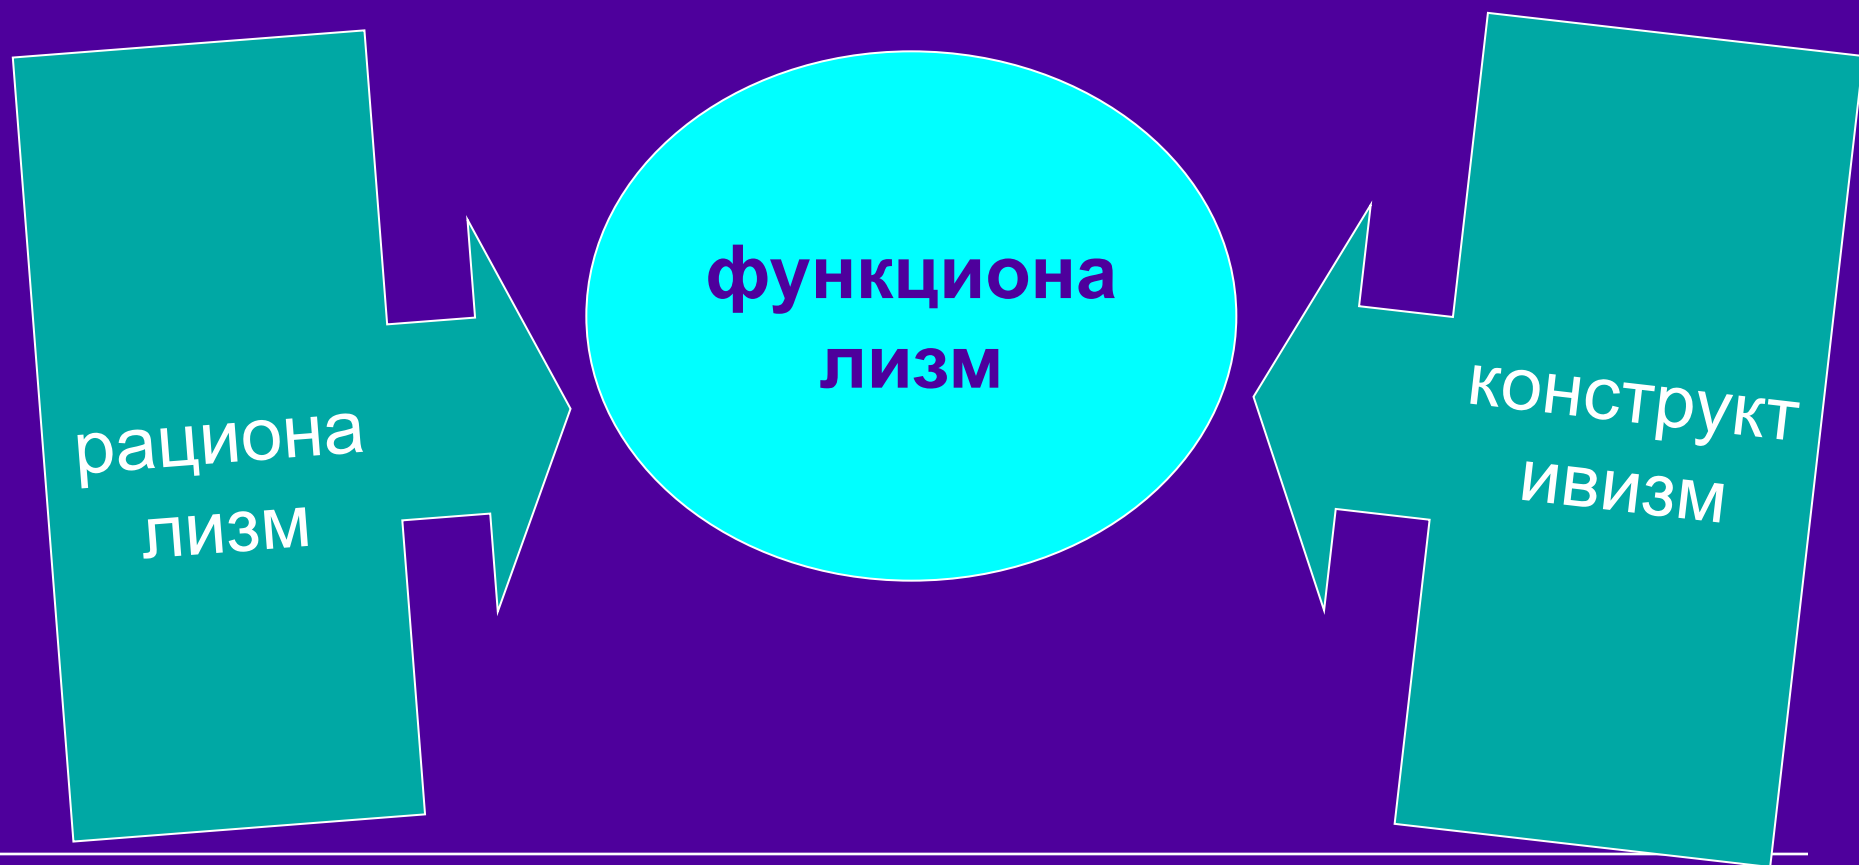 рациона
лизм
функциона
лизм
конструкт
ивизм